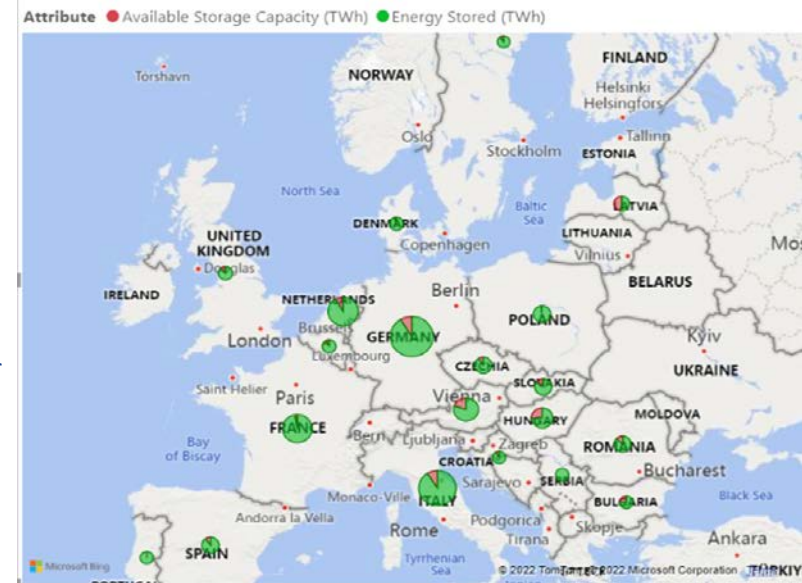 Attribute Available Storage Capacity (TWh) Energy Stored (TWh)
FINLAND
Tórshavn
NORWAY
Helsinki
Helsingfors
Oslo
Tallinn
Stockholm
ESTONIA
North Sea
Baltic
Sea
LATVIA
DENMARK
LITHUANIA
UNITED
KINGDOM
Copenhagen
Mos
Vilnius
Douglas
BELARUS
IRELAND
NETHERLANDS
Berlin
POLAND
Brussel
GERMANY
Kyiv
London
Luxembourg
CZECHIA
UKRAINE
SLOVAKIA
Saint Helier
Paris
Vienna
MOLDOVA
HUNGARY
FRANCE
Bern
Ljubljana
Zagreb
ROMANIA
Bay
of Biscay
CROATIA
Bucharest
Sarajevo
SERBIA
Monaco-Ville
ITALY
BULGARIA
Black Sea
Andorra la Vella
Podgorica
Skopje
SPAIN
Rome
Tirana
Ankara
Tyrrhenian
Sea
Microsoft Bing
© 2022 TomTom, © 2022 Microsoft Corporation
TÜRKIY